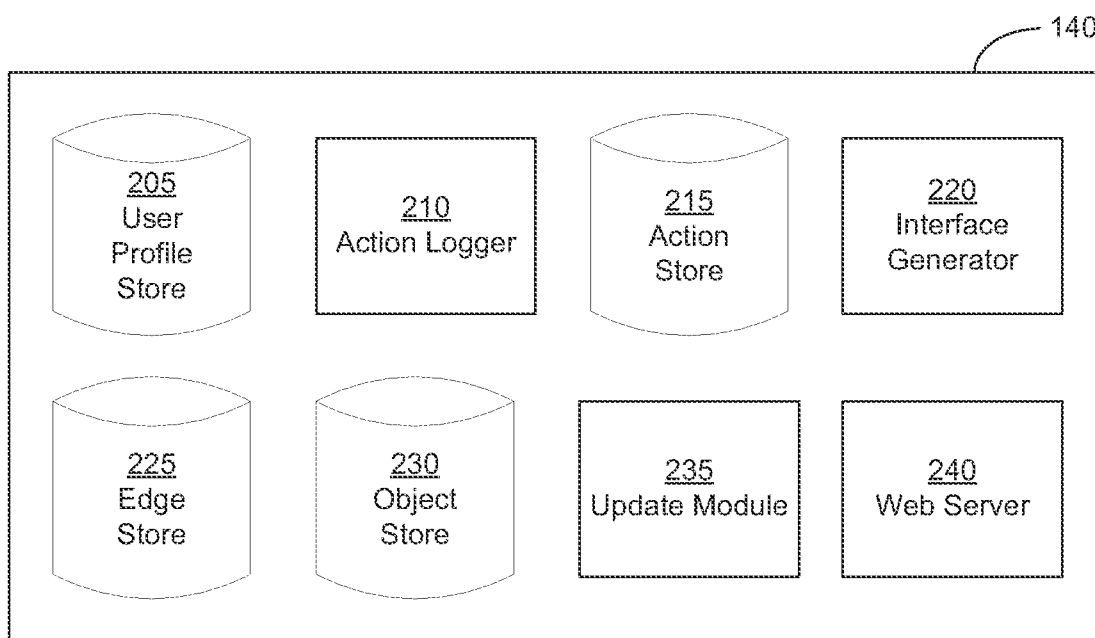 140
205
User
Profile
Store
210
Action Logger
215
Action
Store
220
Interface
Generator
225
Edge
Store
230
Object
Store
235
Update Module
240
Web Server